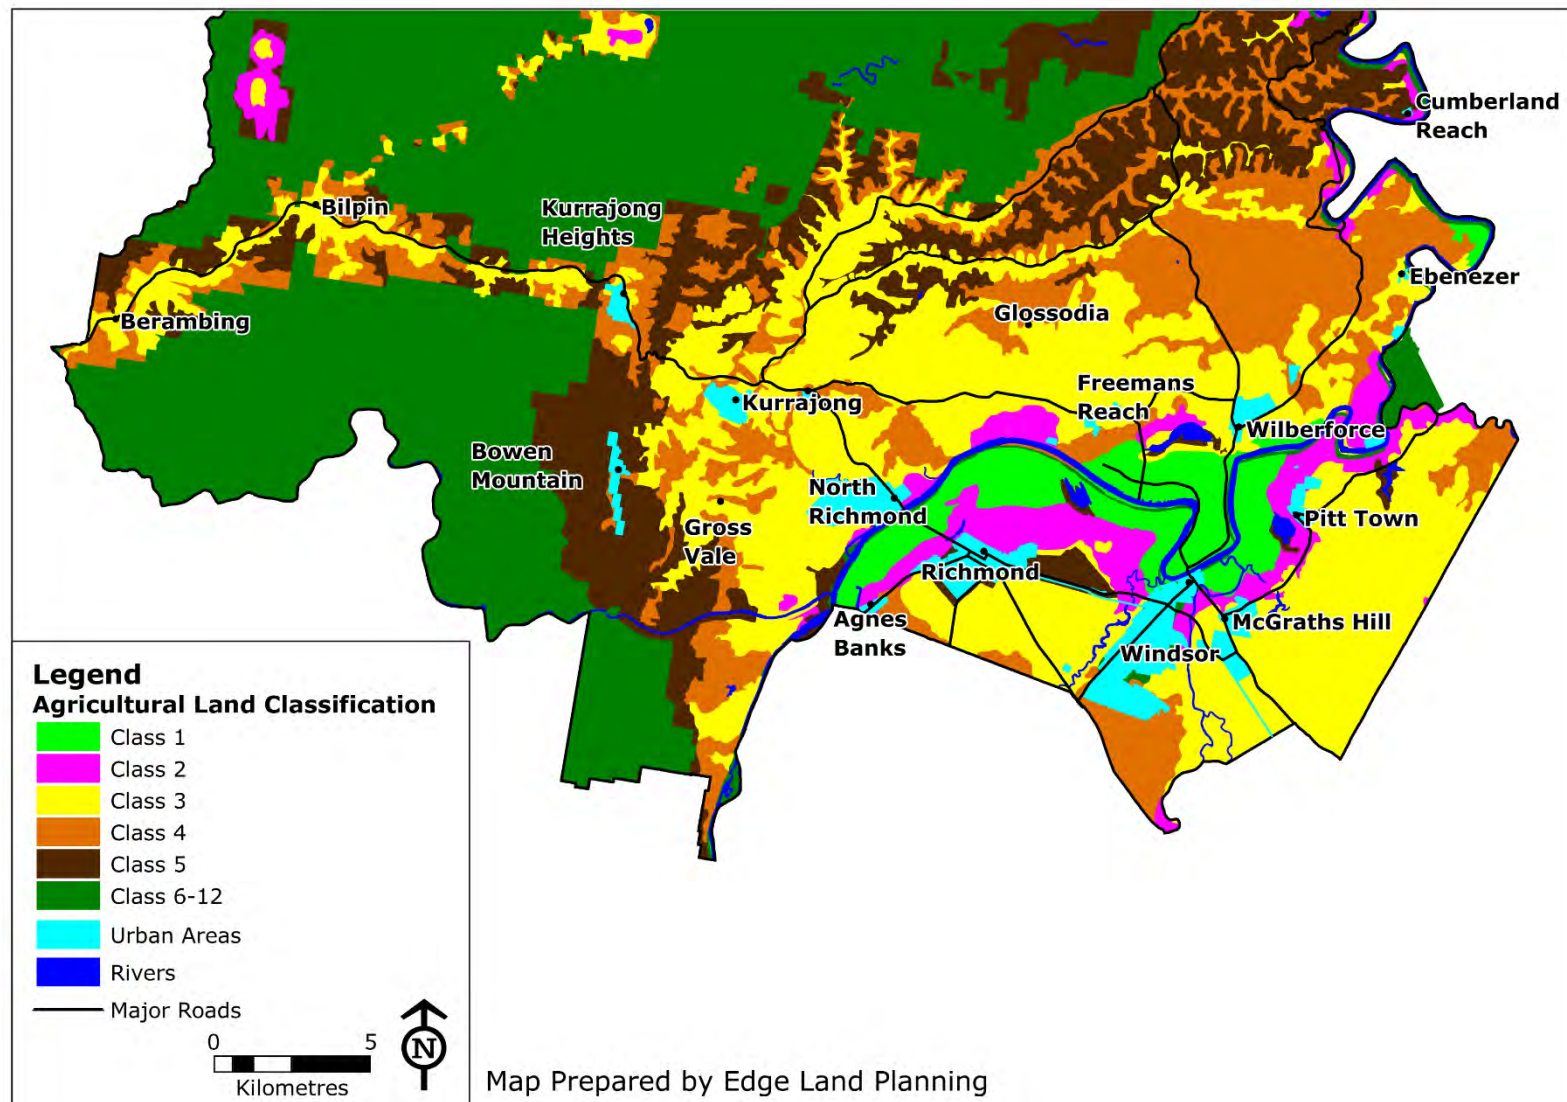 Cumberland
Reach
Bilpin
Kurrajong
Heights
Ebenezer
Berambing
Glossodia
Freemans
Reach
Kurrajong
Wilberforce
Bowen
Mountain
North
Richmond
Gross
Vale
Pitt Town
Richmond
Agnes
Banks
McGraths Hill
Windsor
Legend
Agricultural Land Classification
Class 1
Class 2
Class 3
Class 4
Class 5
Class 6-12
Urban Areas
Rivers
Major Roads
0 5
Kilometres
N
Map Prepared by Edge Land Planning